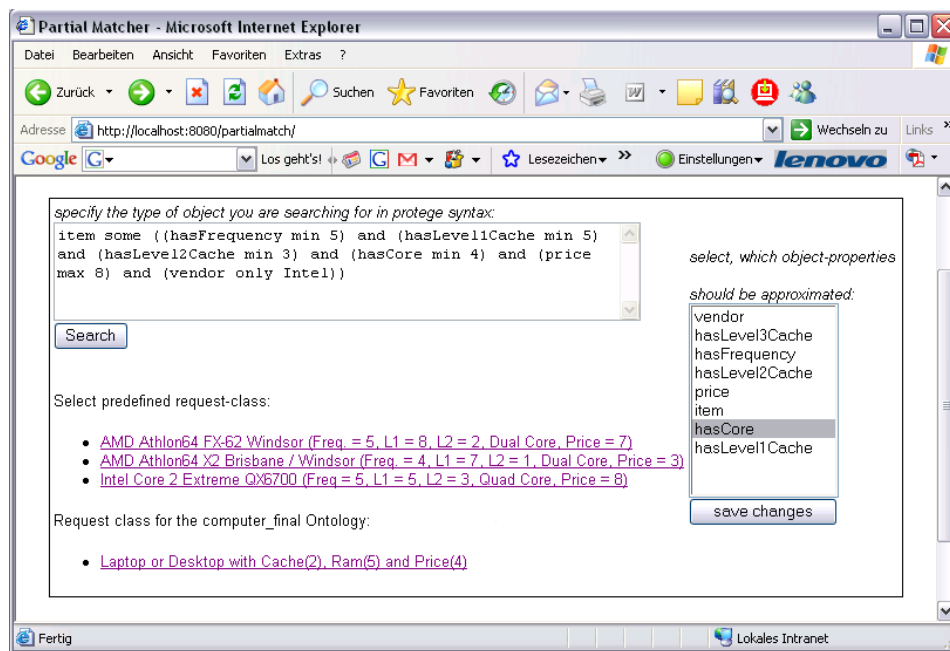 Partial Matcher - Microsoft Internet Explorer
Datei Bearbeiten Ansicht Favoriten Extras ?
Zurück Suchen Favoriten W
Adresse http://localhost:8080/partialmatch/ Wechseln zu Links »
Google G Los geht's! G M Lesezeichen » Einstellungen lenovo
specify the type of object you are searching for in protege syntax:
item some ((hasFrequency min 5) and (hasLevel1Cache min 5)
and (hasLevel2Cache min 3) and (hasCore min 4) and (price
max 8) and (vendor only Intel))
Search
select, which object-properties
should be approximated:
vendor
hasLevel3Cache
hasFrequency
hasLevel2Cache
price
item
hasCore
hasLevel1Cache
save changes
Select predefined request-class:
• AMD Athlon64 FX-62 Windsor (Freq. = 5, L1 = 8, L2 = 2, Dual Core, Price = 7)
• AMD Athlon64 X2 Brisbane / Windsor (Freq. = 4, L1 = 7, L2 = 1, Dual Core, Price = 3)
• Intel Core 2 Extreme QX6700 (Freq = 5, L1 = 5, L2 = 3, Quad Core, Price = 8)
Request class for the computer_final Ontology:
• Laptop or Desktop with Cache(2), Ram(5) and Price(4)
Fertig Lokales Intranet